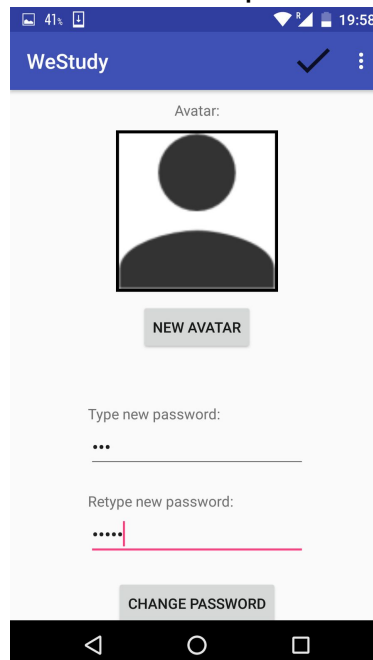 41% 19:58
WeStudy
Avatar:
NEW AVATAR
Type new password:
•••
Retype new password:
•••••
CHANGE PASSWORD